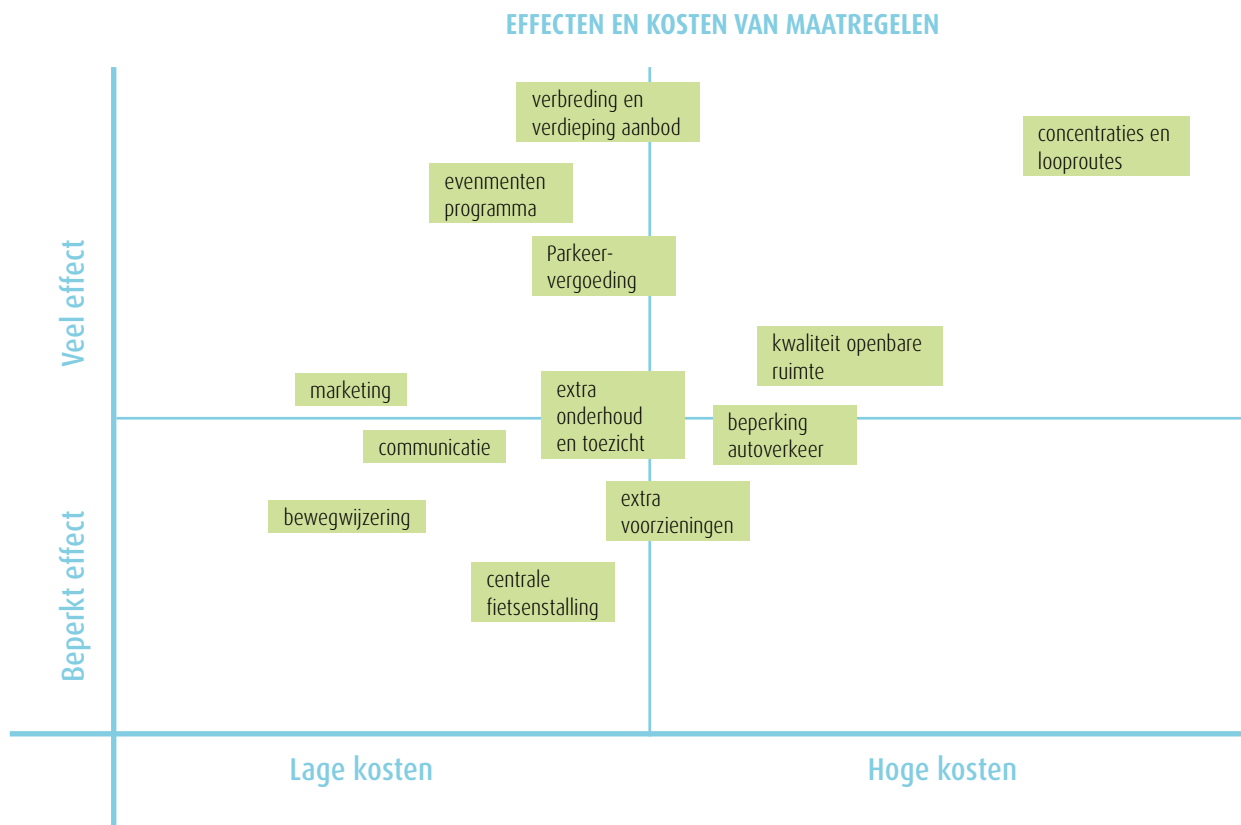 EFFECTEN EN KOSTEN VAN MAATREGELEN
verbreding en
verdieping aanbod
concentraties en
looproutes
evenmenten
programma
Parkeer-
vergoeding
Veel effect
kwaliteit openbare
ruimte
marketing
extra
onderhoud
en toezicht
beperking
autoverkeer
communicatie
bewegwijzering
extra
voorzieningen
centrale
fietsenstalling
Beperkt effect
Lage kosten
Hoge kosten